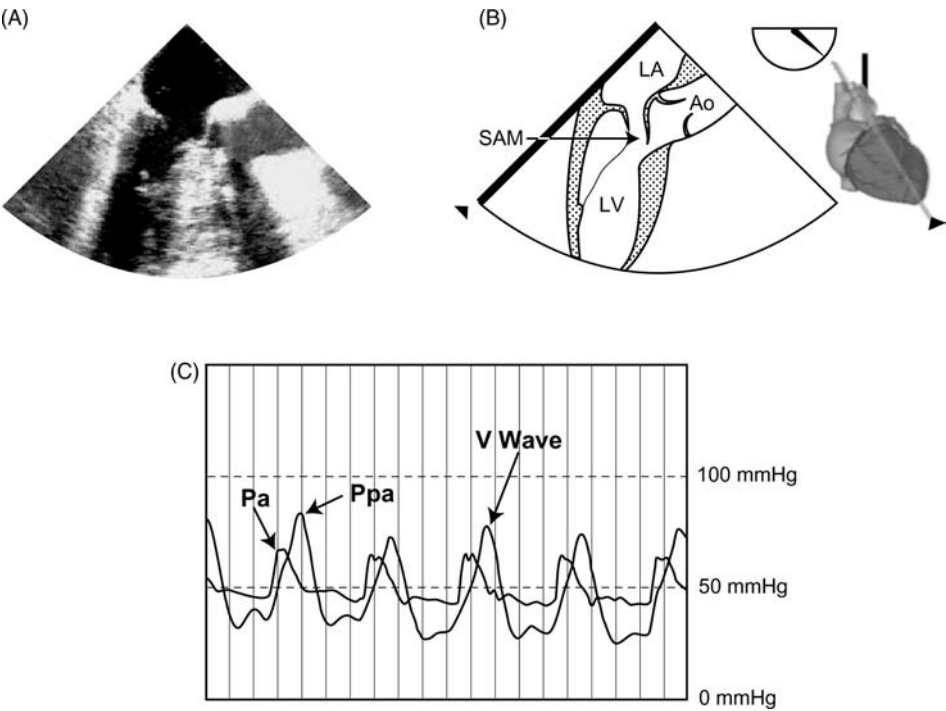 (A)
(B)
LA
Ao
SAM
LV
(C)
V Wave
100 mmHg
Pa
Ppa
50 mmHg
0 mmHg